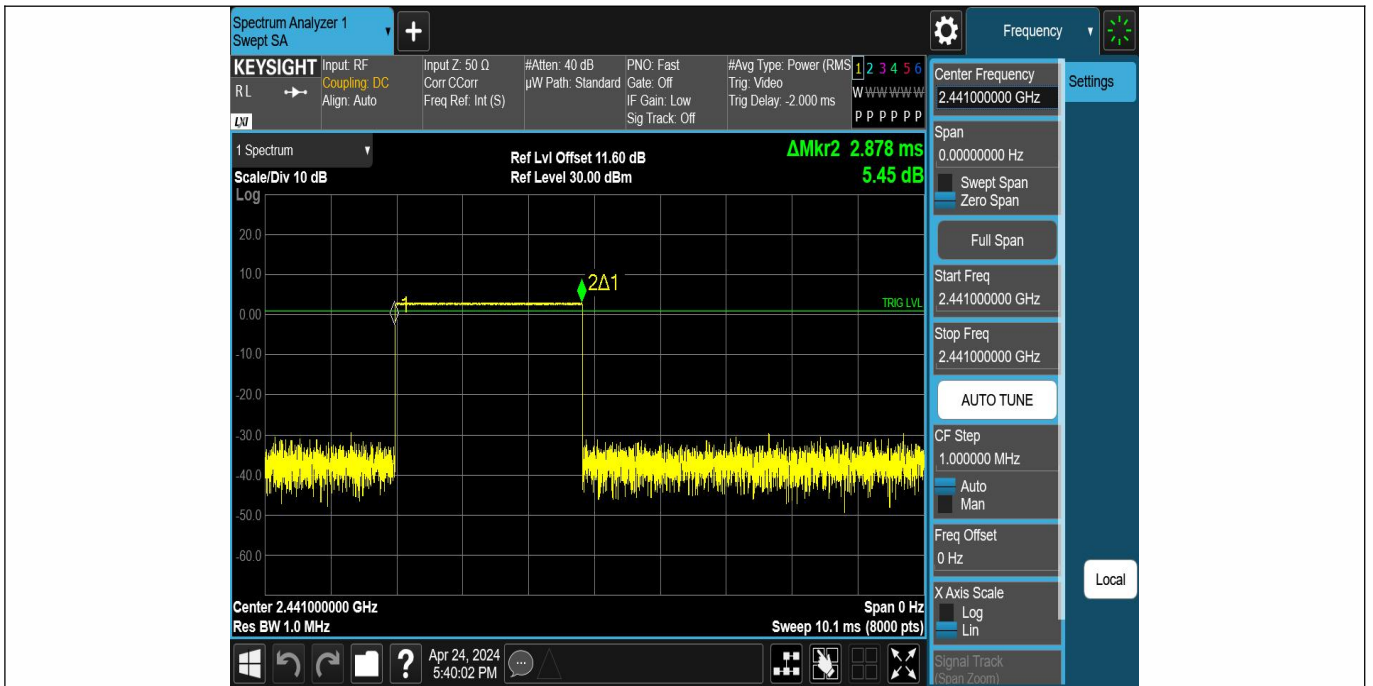 Spectrum Analyzer 1
Swept SA
+
Frequency
KEYSIGHT
RL
LXI
Input: RF
Coupling: DC
Align: Auto
Input Z: 50 Ω
Corr CCorr
Freq Ref: Int (S)
#Atten: 40 dB
µW Path: Standard
PNO: Fast
Gate: Off
IF Gain: Low
Sig Track: Off
#Avg Type: Power (RMS
Trig: Video
Trig Delay: -2.000 ms
1 2 3 4 5 6
W W W W W W
P P P P P P
1 Spectrum
Scale/Div 10 dB
Log
Ref Lvl Offset 11.60 dB
Ref Level 30.00 dBm
ΔMkr2 2.878 ms
5.45 dB
20.0
10.0
0.00
-10.0
-20.0
-30.0
-40.0
-50.0
-60.0
1
2Δ1
TRIG LVL
Center 2.441000000 GHz
Res BW 1.0 MHz
Span 0 Hz
Sweep 10.1 ms (8000 pts)
Center Frequency
2.441000000 GHz
Settings
Span
0.00000000 Hz
Swept Span
Zero Span
Full Span
Start Freq
2.441000000 GHz
Stop Freq
2.441000000 GHz
AUTO TUNE
CF Step
1.000000 MHz
Auto
Man
Freq Offset
0 Hz
X Axis Scale
Log
Lin
Signal Track
(Span Zoom)
Local
?
Apr 24, 2024
5:40:02 PM